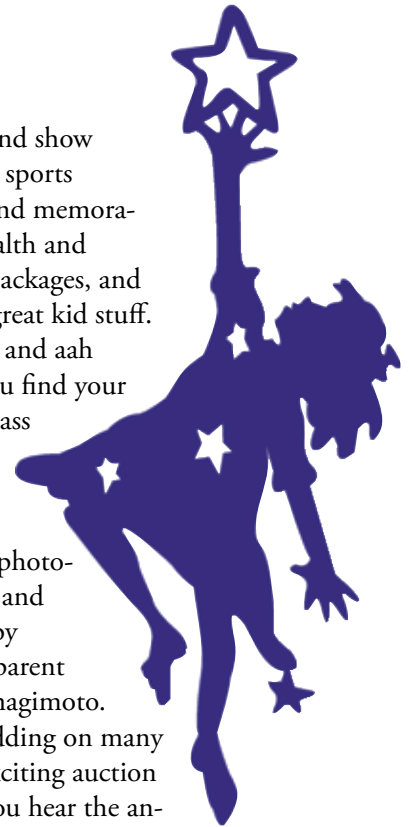 nd show
sports
nd memora-
alth and
ackages, and
great kid stuff.
and aah
u find your
ass
photo-
and
by
parent
nagimoto.
dding on many
citing auction
ou hear the an-